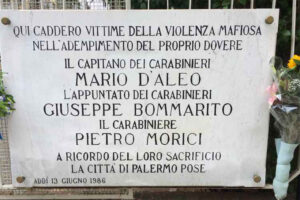 QUI CADDERO VITTIME DELLA VIOLENZA MAFIOSA
NELL'ADEMPIMENTO DEL PROPRIO DOVERE
IL CAPITANO DEI CARABINIERI
MARIO D'ALEO
L'APPUNTATO DEI CARABINIERI
GIUSEPPE BOMMARITO
IL CARABINIERE
PIETRO MORICI
A RICORDO DEL LORO SACRIFICIO
LA CITTÀ DI PALERMO POSE
ADDÌ 13 GIUGNO 1986